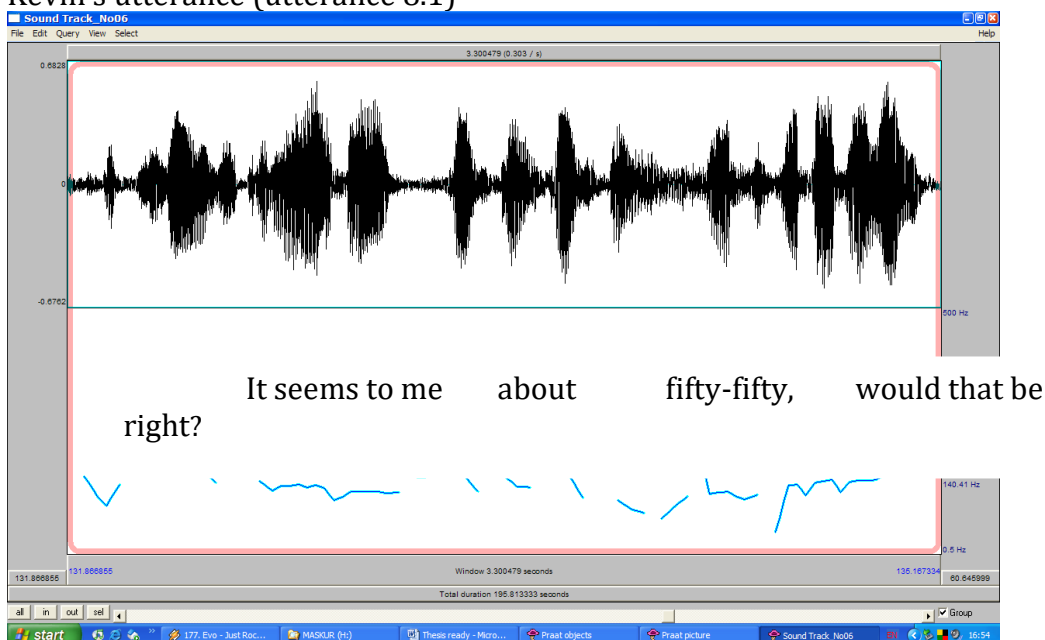 Kevin's utterance (utterance 8.1)
Sound Track_No06
File Edit Query View Select Help
3.300479 (0.303 / s)
0.6828
0
-0.6762
500 Hz
It seems to me about fifty-fifty, would that be
right?
140.41 Hz
0.5 Hz
131.866855 131.866855 Window 3.300479 seconds 135.167334 60.645999
Total duration 195.813333 seconds
all in out sel Group
start 177. Evo - Just Roc... MASKUR (H:) Thesis ready - Micro... Praat objects Praat picture Sound Track_No06 16:54